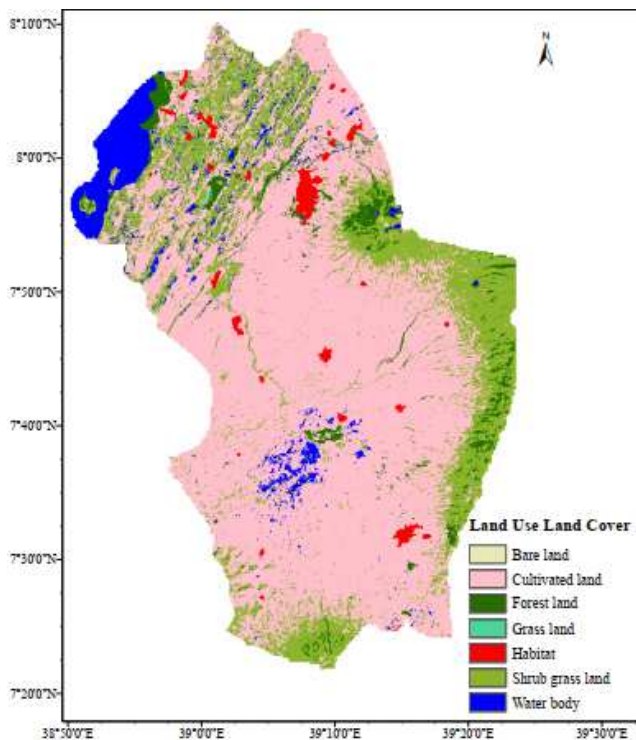 8°10'0"N
N
8°0'0"N
7°50'0"N
7°40'0"N
7°30'0"N
7°20'0"N
Land Use Land Cover
Bare land
Cultivated land
Forest land
Grass land
Habitat
Shrub grass land
Water body
38°50'0"E 39°0'0"E 39°10'0"E 39°20'0"E 39°30'0"E